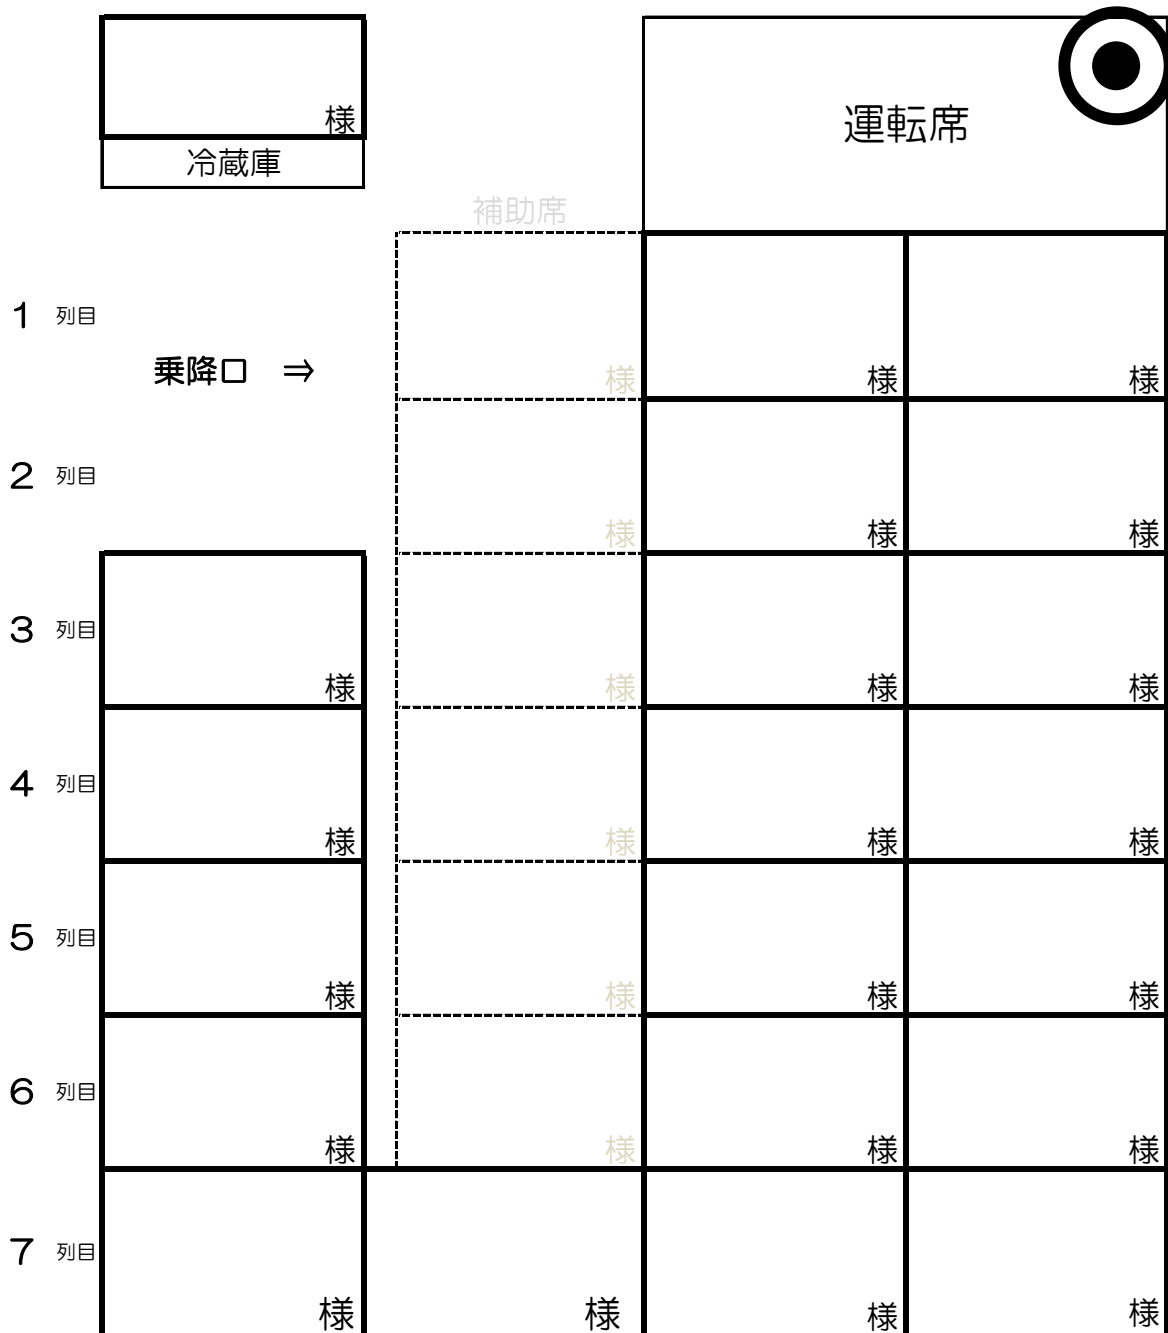 様
運転席
冷蔵庫
補助席
1 列目
乗降口 ⇒
様 様 様
2 列目
様 様 様
3 列目
様 様 様 様
4 列目
様 様 様 様
5 列目
様 様 様 様
6 列目
様 様 様 様
7 列目
様 様 様 様